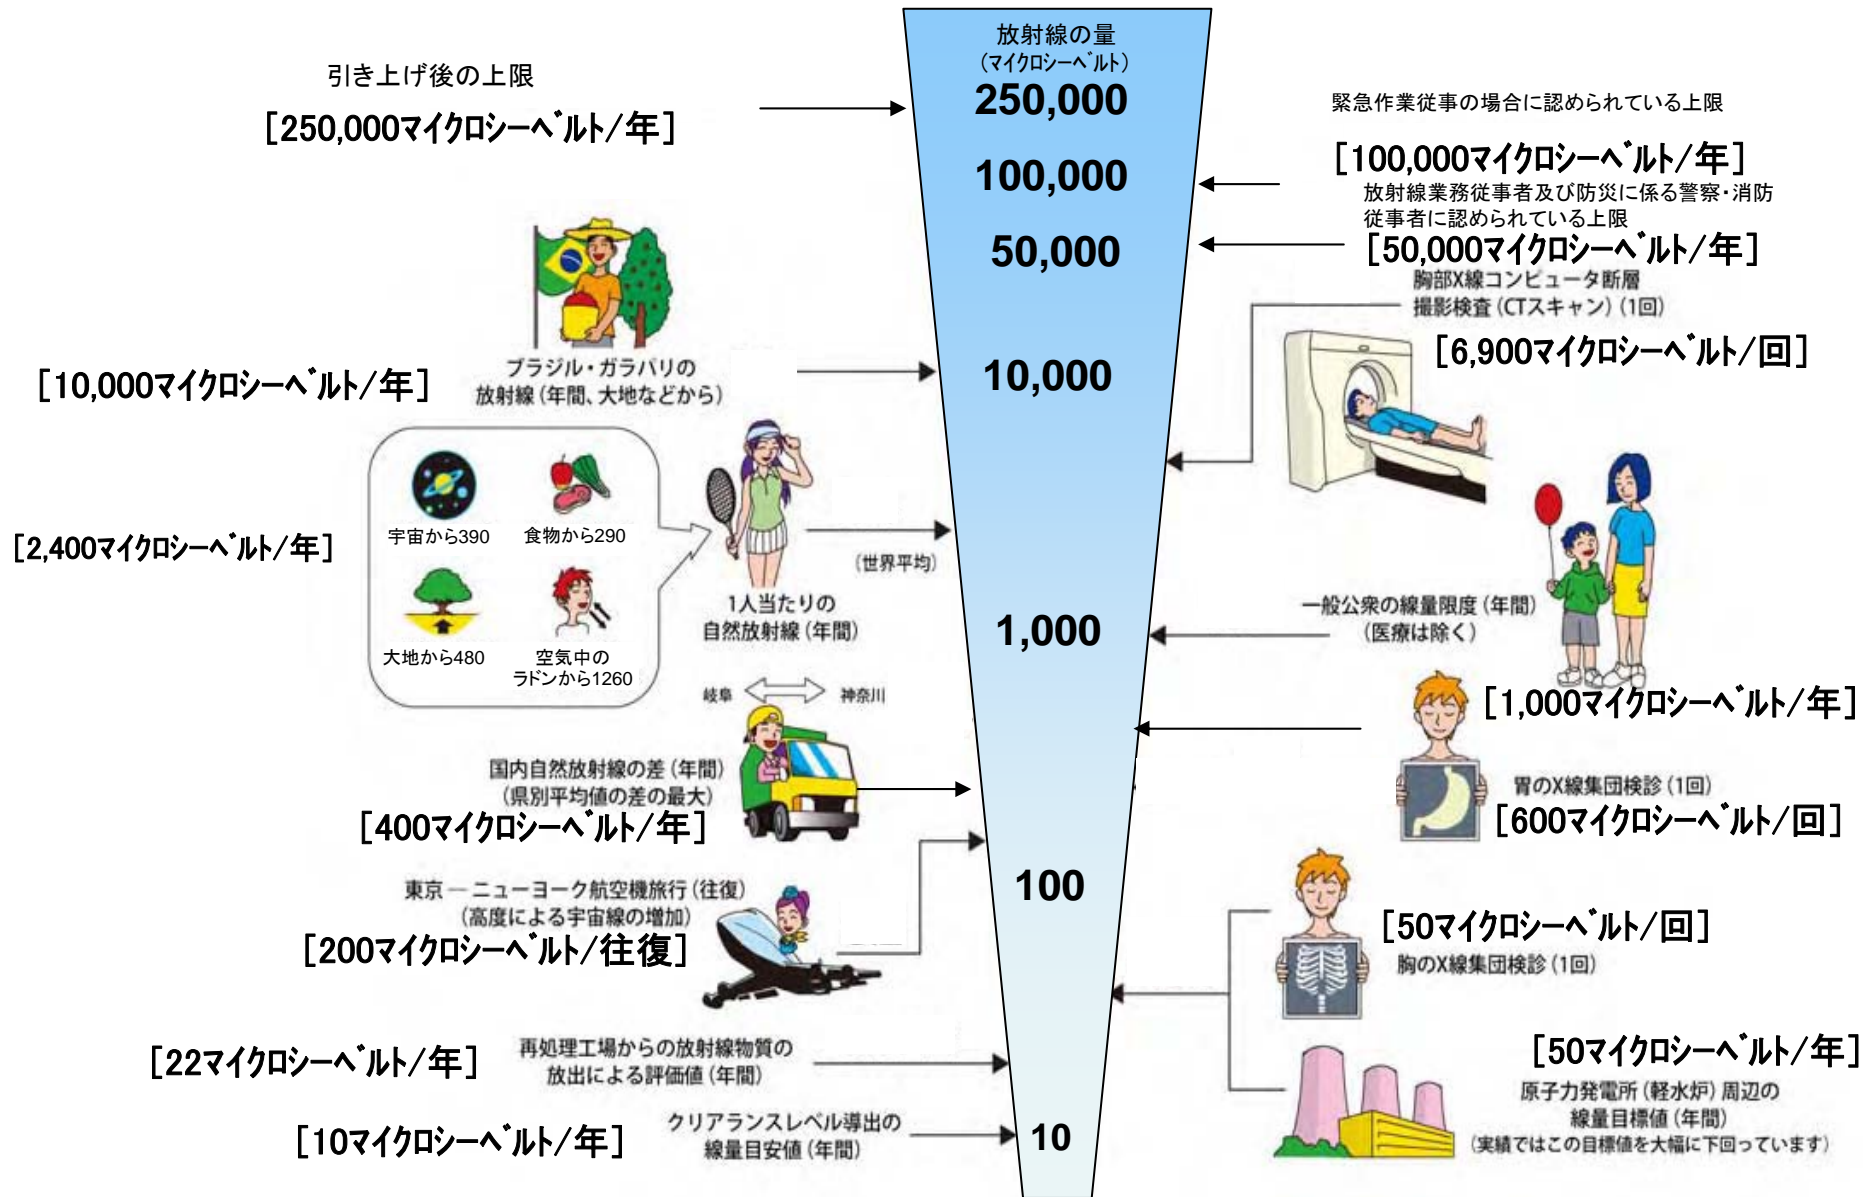 放射線の量
(マイクロシーベルト)
250,000
100,000
50,000
10,000
1,000
100
10
引き上げ後の上限
[250,000マイクロシーベルト/年]
ブラジル・ガラパリの
放射線(年間、大地などから)
[10,000マイクロシーベルト/年]
宇宙から390
食物から290
大地から480
空気中の
ラドンから1260
[2,400マイクロシーベルト/年]
(世界平均)
1人当たりの
自然放射線(年間)
岐阜
神奈川
国内自然放射線の差(年間)
(県別平均値の差の最大)
[400マイクロシーベルト/年]
東京―ニューヨーク航空機旅行(往復)
(高度による宇宙線の増加)
[200マイクロシーベルト/往復]
[22マイクロシーベルト/年]
再処理工場からの放射線物質の
放出による評価値(年間)
[10マイクロシーベルト/年]
クリアランスレベル導出の
線量目安値(年間)
緊急作業従事の場合に認められている上限
[100,000マイクロシーベルト/年]
放射線業務従事者及び防災に係る警察・消防
従事者に認められている上限
[50,000マイクロシーベルト/年]
胸部X線コンピュータ断層
撮影検査(CTスキャン)(1回)
[6,900マイクロシーベルト/回]
一般公衆の線量限度(年間)
(医療は除く)
[1,000マイクロシーベルト/年]
胃のX線集団検診(1回)
[600マイクロシーベルト/回]
[50マイクロシーベルト/回]
胸のX線集団検診(1回)
[50マイクロシーベルト/年]
原子力発電所(軽水炉)周辺の
線量目標値(年間)
(実績ではこの目標値を大幅に下回っています)